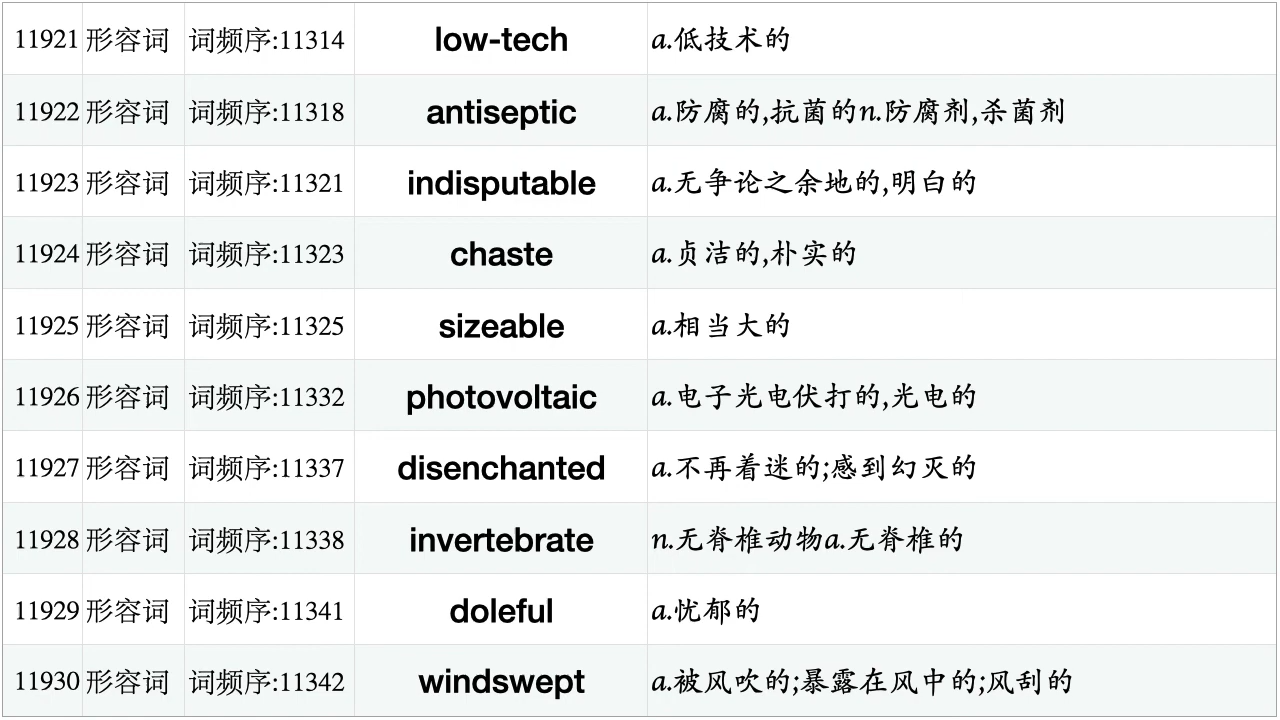 11921 形容词 词频序:11314 low-tech a.低技术的
11922 形容词 词频序:11318 antiseptic a.防腐的,抗菌的n.防腐剂,杀菌剂
11923 形容词 词频序:11321 indisputable a.无争论之余地的,明白的
11924 形容词 词频序:11323 chaste a.贞洁的,朴实的
11925 形容词 词频序:11325 sizeable a.相当大的
11926 形容词 词频序:11332 photovoltaic a.电子光电伏打的,光电的
11927 形容词 词频序:11337 disenchanted a.不再着迷的;感到幻灭的
11928 形容词 词频序:11338 invertebrate n.无脊椎动物a.无脊椎的
11929 形容词 词频序:11341 doleful a.忧郁的
11930 形容词 词频序:11342 windswept a.被风吹的;暴露在风中的;风刮的